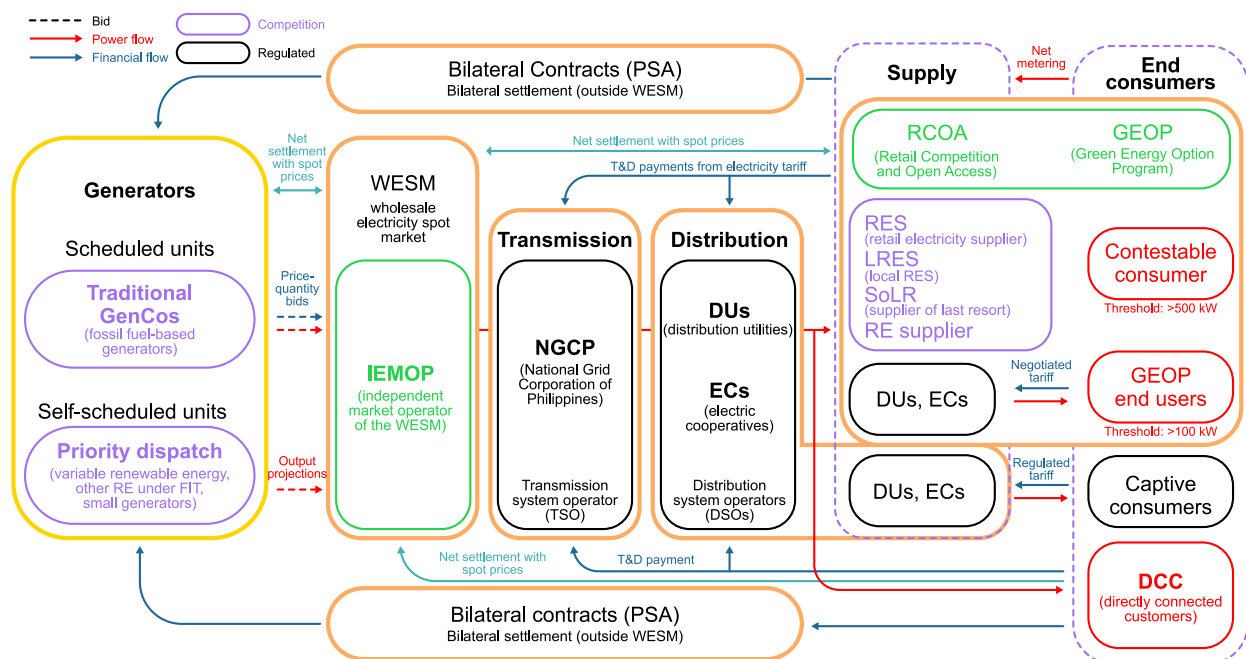 Bid
Power flow
Financial flow
Competition
Regulated
Bilateral Contracts (PSA)
Bilateral settlement (outside WESM)
Supply
Net
metering
End
consumers
Generators
Scheduled units
Traditional
GenCos
(fossil fuel-based
generators)
Self-scheduled units
Priority dispatch
(variable renewable energy,
other RE under FIT,
small generators)
Net
settlement
with spot
prices
Price-
quantity
bids
Output
projections
WESM
wholesale
electricity spot
market
IEMOP
(independent
market operator
of the WESM)
Net settlement with spot prices
T&D payments from electricity tariff
Transmission
NGCP
(National Grid
Corporation of
Philippines)
Transmission
system operator
(TSO)
Distribution
DUs
(distribution utilities)
ECs
(electric
cooperatives)
Distribution
system operators
(DSOs)
RCOA
(Retail Competition
and Open Access)
GEOP
(Green Energy Option
Program)
RES
(retail electricity supplier)
LRES
(local RES)
SoLR
(supplier of last resort)
RE supplier
Contestable
consumer
Threshold: >500 kW
DUs, ECs
Negotiated
tariff
GEOP
end users
Threshold: >100 kW
DUs, ECs
Regulated
tariff
Captive
consumers
Net settlement with
spot prices
T&D payment
DCC
(directly connected
customers)
Bilateral contracts (PSA)
Bilateral settlement (outside WESM)